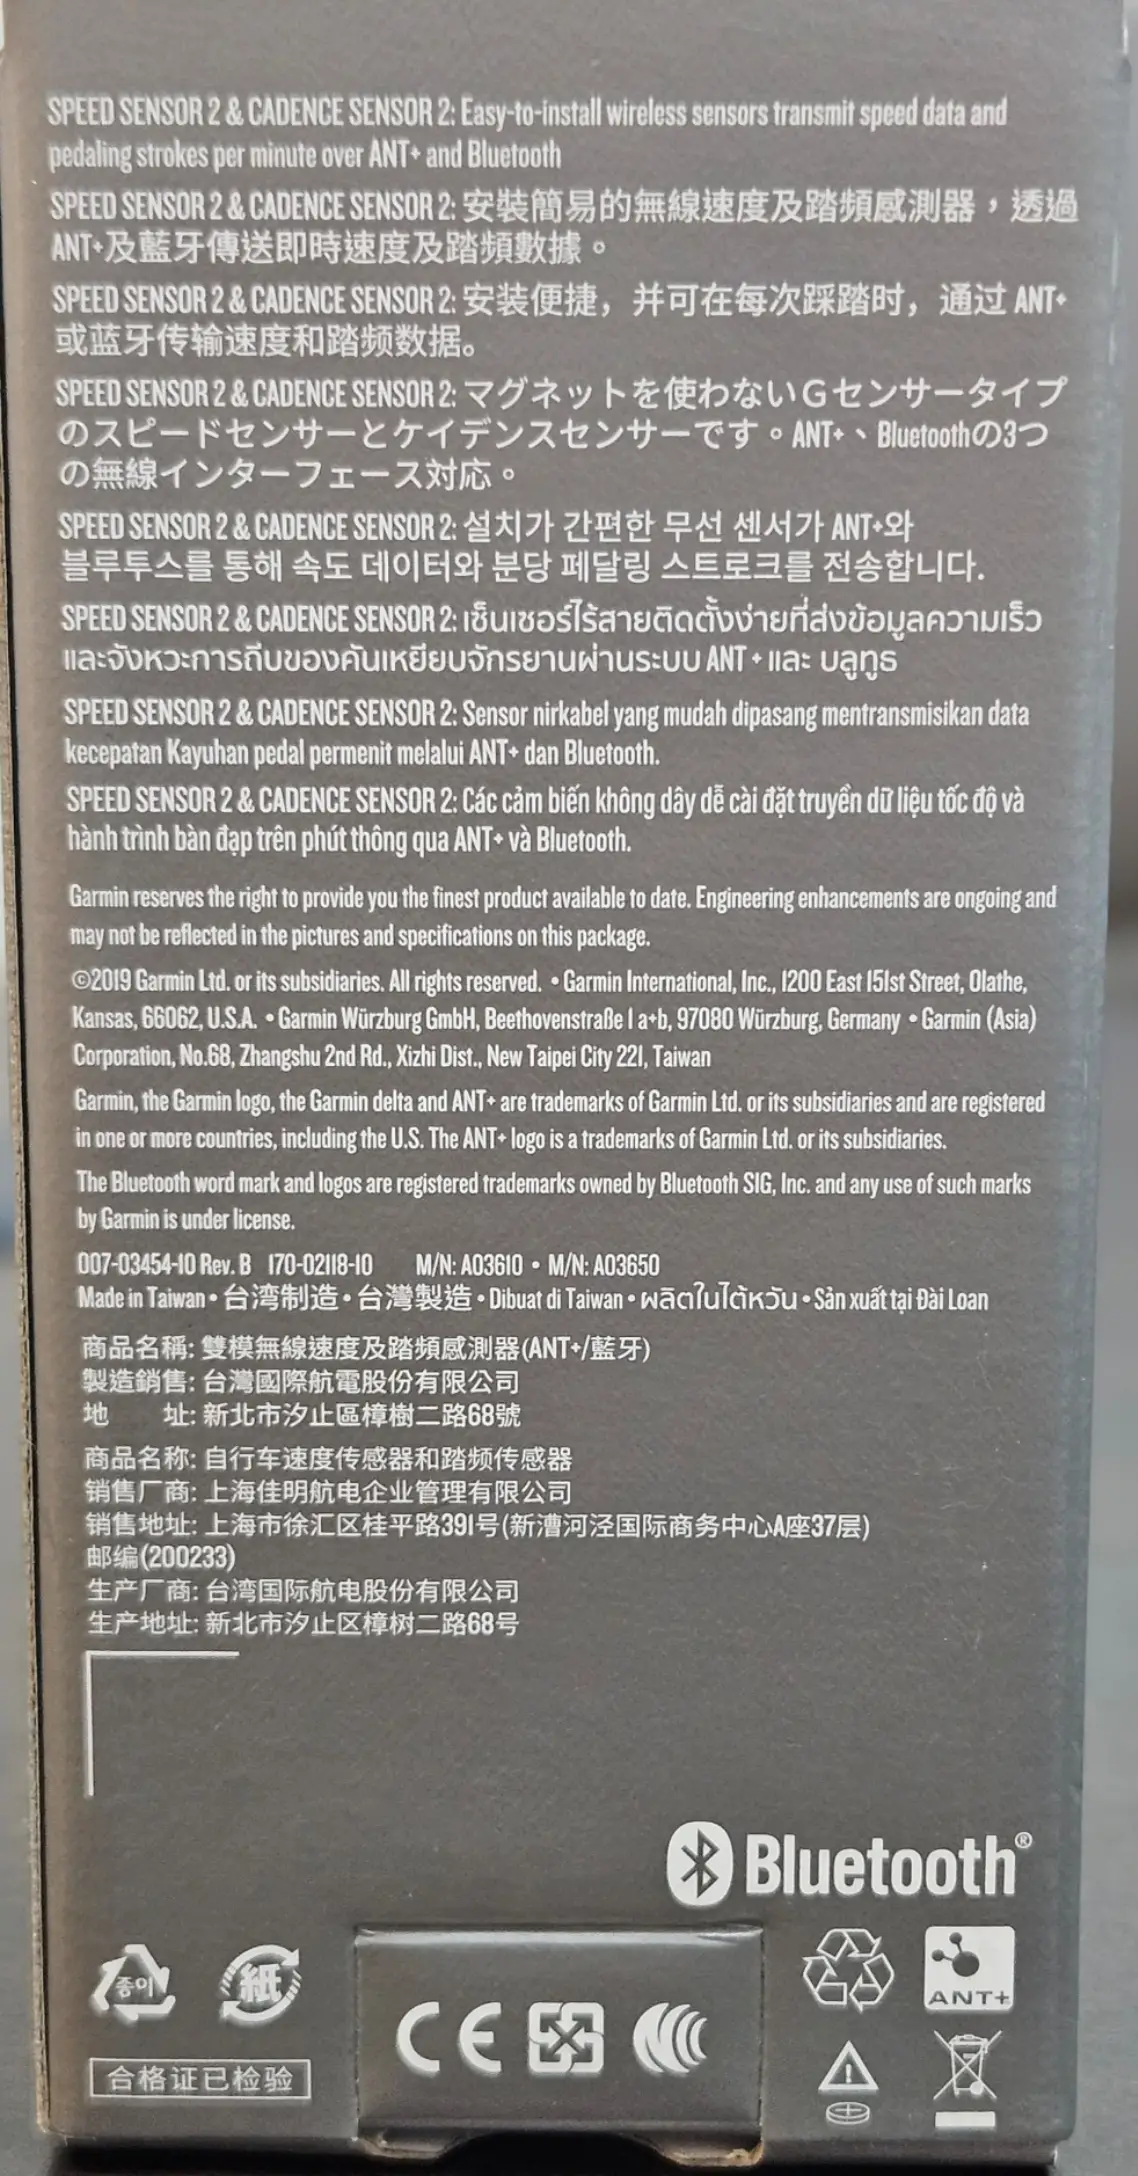 SPEED SENSOR 2 & CADENCE SENSOR 2: Easy-to-install wireless sensors transmit speed data and
pedaling strokes per minute over ANT+ and Bluetooth
SPEED SENSOR 2 & CADENCE SENSOR 2: 安裝簡易的無線速度及踏頻感測器，透過
ANT+及藍牙傳送即時速度及踏頻數據。
SPEED SENSOR 2 & CADENCE SENSOR 2: 安装便捷，并可在每次踩踏时，通过 ANT+
或蓝牙传输速度和踏频数据。
SPEED SENSOR 2 & CADENCE SENSOR 2: マグネットを使わないGセンサータイプ
のスピードセンサーとケイデンスセンサーです。ANT+、Bluetoothの3つ
の無線インターフェース対応。
SPEED SENSOR 2 & CADENCE SENSOR 2: 설치가 간편한 무선 센서가 ANT+와
블루투스를 통해 속도 데이터와 분당 페달링 스트로크를 전송합니다.
SPEED SENSOR 2 & CADENCE SENSOR 2: เซ็นเซอร์ไร้สายติดตั้งง่ายที่ส่งข้อมูลความเร็ว
และจังหวะการถีบของคันเหยียบจักรยานผ่านระบบ ANT + และ บลูทูธ
SPEED SENSOR 2 & CADENCE SENSOR 2: Sensor nirkabel yang mudah dipasang mentransmisikan data
kecepatan Kayuhan pedal permenit melalui ANT+ dan Bluetooth.
SPEED SENSOR 2 & CADENCE SENSOR 2: Các cảm biến không dây dễ cài đặt truyền dữ liệu tốc độ và
hành trình bàn đạp trên phút thông qua ANT+ và Bluetooth.
Garmin reserves the right to provide you the finest product available to date. Engineering enhancements are ongoing and
may not be reflected in the pictures and specifications on this package.
©2019 Garmin Ltd. or its subsidiaries. All rights reserved. • Garmin International, Inc., 1200 East 151st Street, Olathe,
Kansas, 66062, U.S.A. • Garmin Würzburg GmbH, Beethovenstraße 1 a+b, 97080 Würzburg, Germany • Garmin (Asia)
Corporation, No.68, Zhangshu 2nd Rd., Xizhi Dist., New Taipei City 221, Taiwan
Garmin, the Garmin logo, the Garmin delta and ANT+ are trademarks of Garmin Ltd. or its subsidiaries and are registered
in one or more countries, including the U.S. The ANT+ logo is a trademarks of Garmin Ltd. or its subsidiaries.
The Bluetooth word mark and logos are registered trademarks owned by Bluetooth SIG, Inc. and any use of such marks
by Garmin is under license.
007-03454-10 Rev. B 170-02118-10 M/N: A03610 • M/N: A03650
Made in Taiwan • 台湾制造 • 台灣製造 • Dibuat di Taiwan • ผลิตในไต้หวัน • Sản xuất tại Đài Loan
商品名稱: 雙模無線速度及踏頻感測器(ANT+/藍牙)
製造銷售: 台灣國際航電股份有限公司
地 址: 新北市汐止區樟樹二路68號
商品名称: 自行车速度传感器和踏频传感器
销售厂商: 上海佳明航电企业管理有限公司
销售地址: 上海市徐汇区桂平路391号(新漕河泾国际商务中心A座37层)
邮编(200233)
生产厂商: 台湾国际航电股份有限公司
生产地址: 新北市汐止区樟树二路68号
Bluetooth®
종이
紙
CE
ANT+
合格证已检验